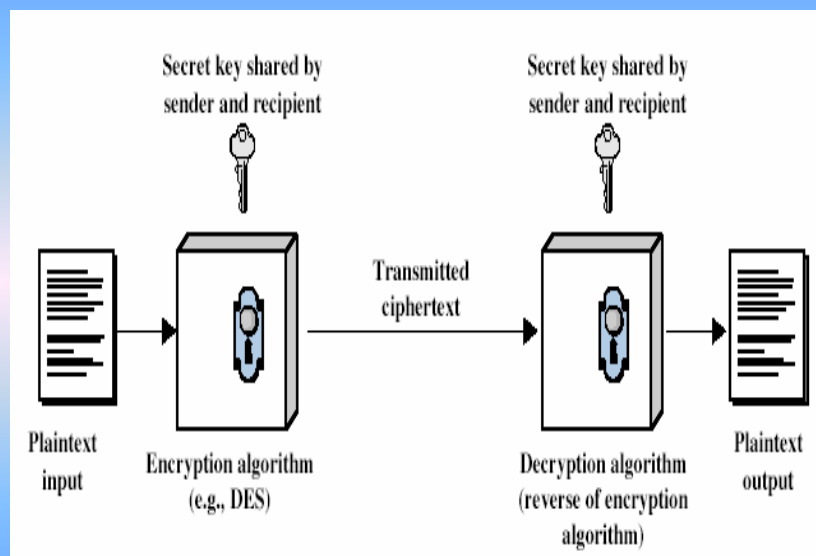 Secret key shared by
sender and recipient
Secret key shared by
sender and recipient
Transmitted
ciphertext
Plaintext
input
Encryption algorithm
(e.g., DES)
Decryption algorithm
(reverse of encryption
algorithm)
Plaintext
output